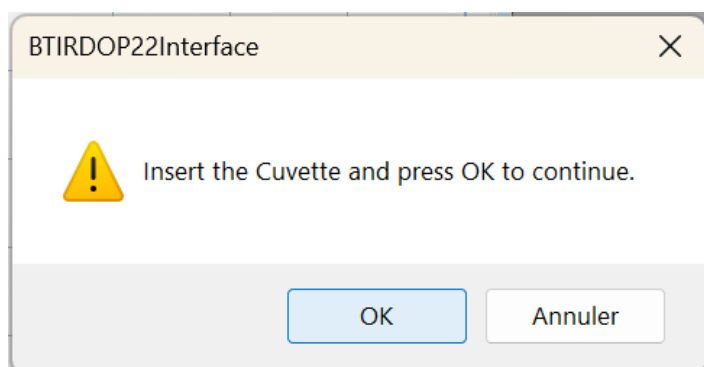 BTIRDOP22Interface
Insert the Cuvette and press OK to continue.
OK
Annuler